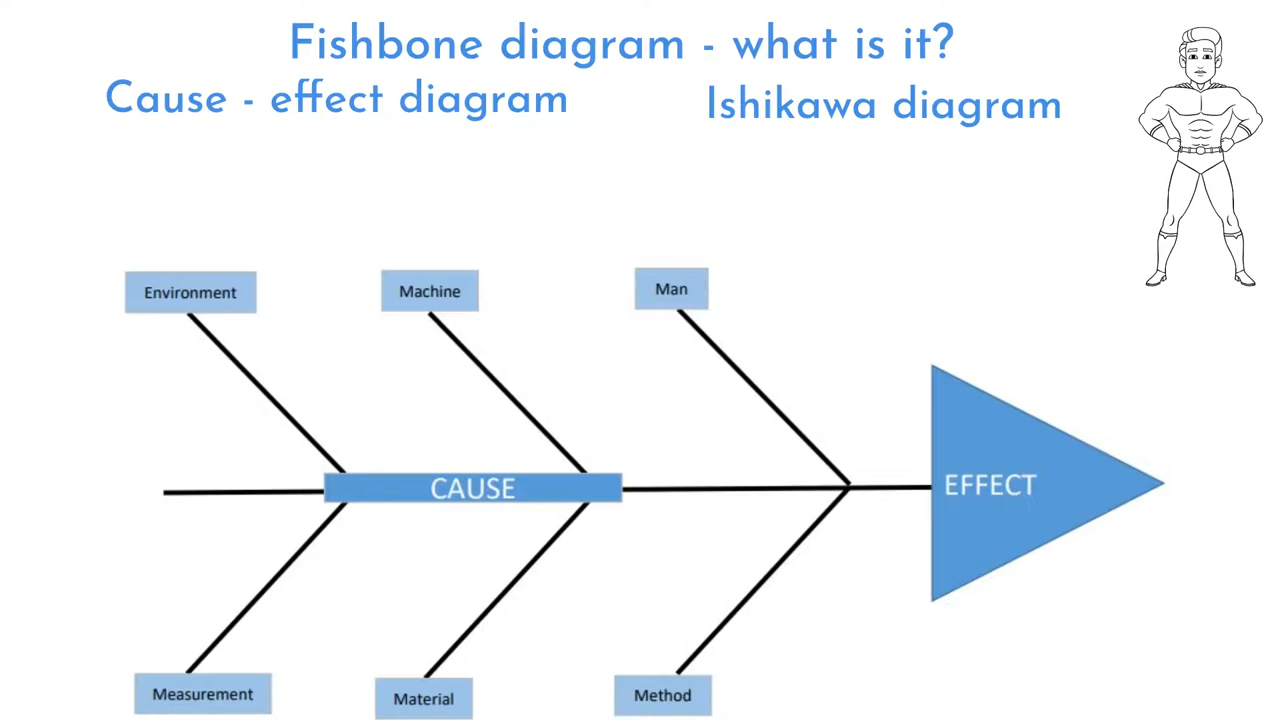 Fishbone diagram - what is it?
Cause - effect diagram
Ishikawa diagram
Environment
Machine
Man
CAUSE
EFFECT
Measurement
Material
Method